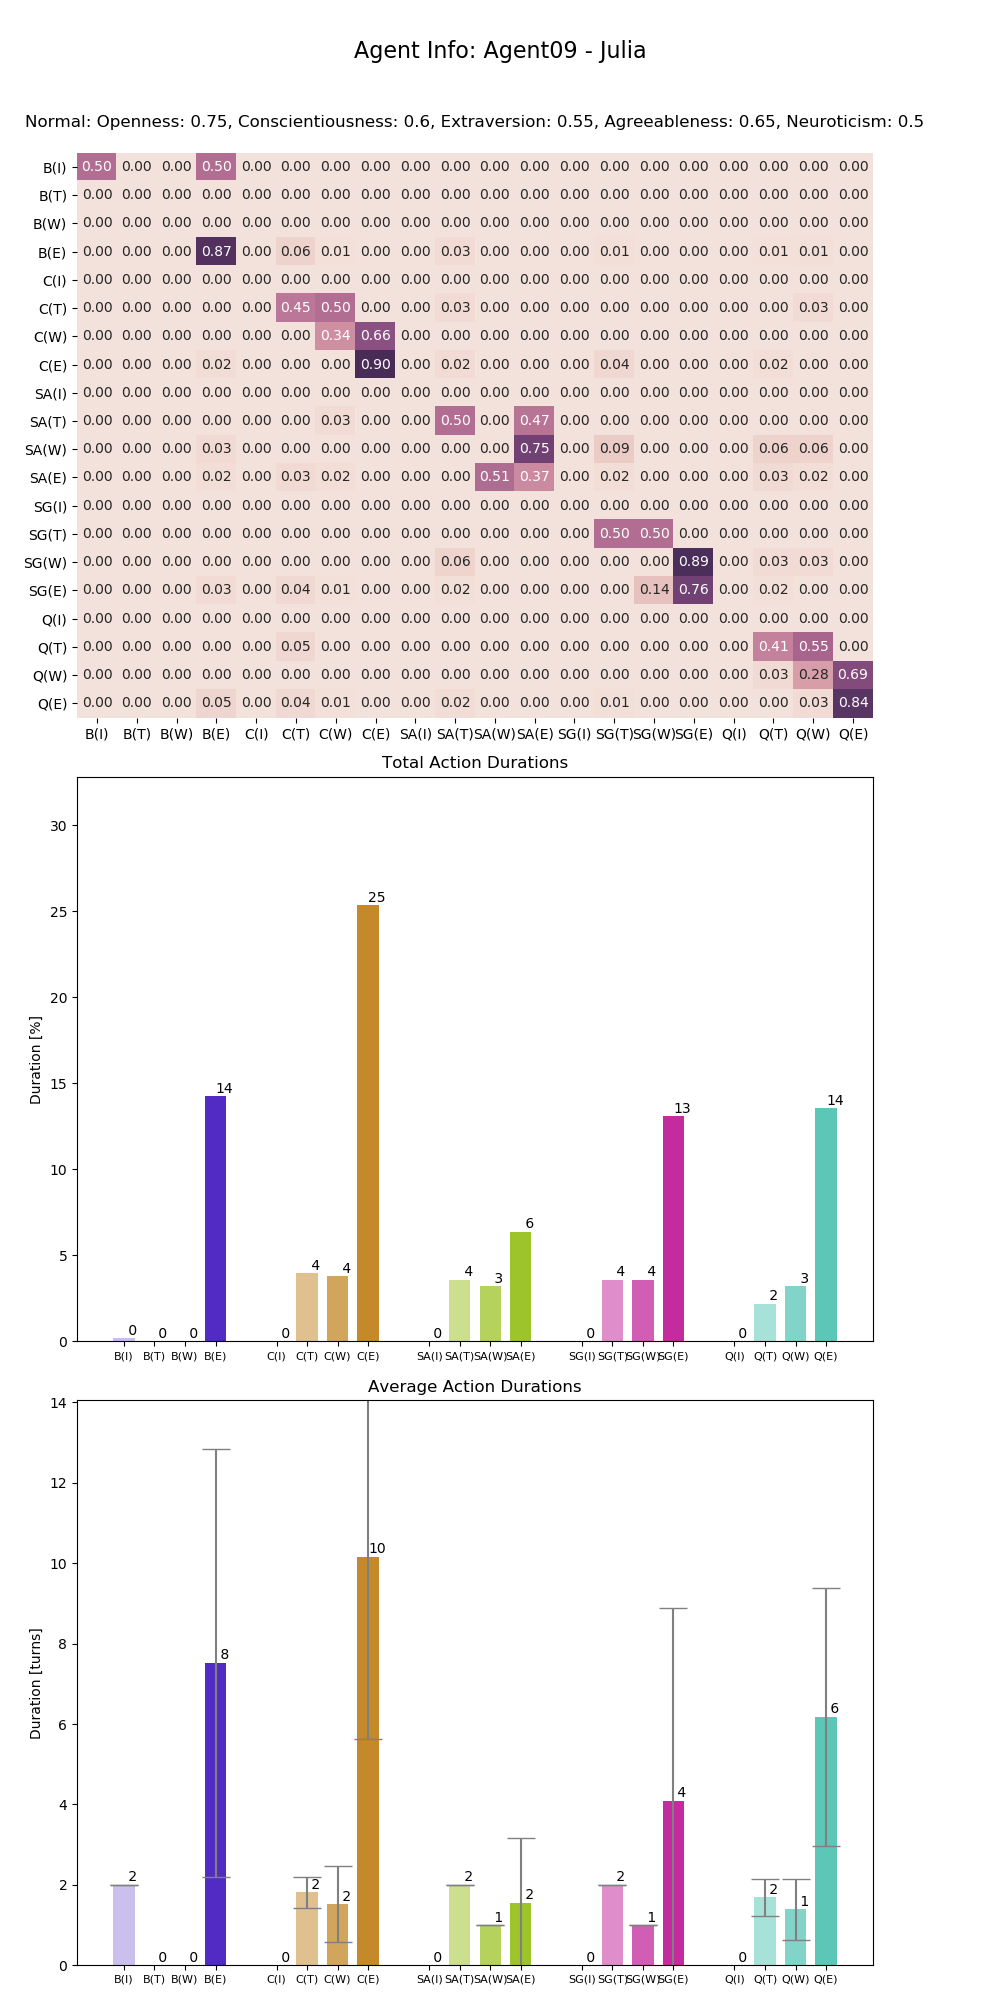 Agent Info: Agent09 - Julia
Normal: Openness: 0.75, Conscientiousness: 0.6, Extraversion: 0.55, Agreeableness: 0.65, Neuroticism: 0.5
B(I) 0.50 0.00 0.00 0.50 0.00 0.00 0.00 0.00 0.00 0.00 0.00 0.00 0.00 0.00 0.00 0.00 0.00 0.00 0.00 0.00
B(T) 0.00 0.00 0.00 0.00 0.00 0.00 0.00 0.00 0.00 0.00 0.00 0.00 0.00 0.00 0.00 0.00 0.00 0.00 0.00 0.00
B(W) 0.00 0.00 0.00 0.00 0.00 0.00 0.00 0.00 0.00 0.00 0.00 0.00 0.00 0.00 0.00 0.00 0.00 0.00 0.00 0.00
B(E) 0.00 0.00 0.00 0.87 0.00 0.06 0.01 0.00 0.00 0.03 0.00 0.00 0.00 0.01 0.00 0.00 0.00 0.01 0.01 0.00
C(I) 0.00 0.00 0.00 0.00 0.00 0.00 0.00 0.00 0.00 0.00 0.00 0.00 0.00 0.00 0.00 0.00 0.00 0.00 0.00 0.00
C(T) 0.00 0.00 0.00 0.00 0.00 0.45 0.50 0.00 0.00 0.03 0.00 0.00 0.00 0.00 0.00 0.00 0.00 0.00 0.03 0.00
C(W) 0.00 0.00 0.00 0.00 0.00 0.00 0.34 0.66 0.00 0.00 0.00 0.00 0.00 0.00 0.00 0.00 0.00 0.00 0.00 0.00
C(E) 0.00 0.00 0.00 0.02 0.00 0.00 0.00 0.90 0.00 0.02 0.00 0.00 0.00 0.04 0.00 0.00 0.00 0.02 0.00 0.00
SA(I) 0.00 0.00 0.00 0.00 0.00 0.00 0.00 0.00 0.00 0.00 0.00 0.00 0.00 0.00 0.00 0.00 0.00 0.00 0.00 0.00
SA(T) 0.00 0.00 0.00 0.00 0.00 0.00 0.03 0.00 0.00 0.50 0.00 0.47 0.00 0.00 0.00 0.00 0.00 0.00 0.00 0.00
SA(W) 0.00 0.00 0.00 0.03 0.00 0.00 0.00 0.00 0.00 0.00 0.00 0.75 0.00 0.09 0.00 0.00 0.00 0.06 0.06 0.00
SA(E) 0.00 0.00 0.00 0.02 0.00 0.03 0.02 0.00 0.00 0.00 0.51 0.37 0.00 0.02 0.00 0.00 0.00 0.03 0.02 0.00
SG(I) 0.00 0.00 0.00 0.00 0.00 0.00 0.00 0.00 0.00 0.00 0.00 0.00 0.00 0.00 0.00 0.00 0.00 0.00 0.00 0.00
SG(T) 0.00 0.00 0.00 0.00 0.00 0.00 0.00 0.00 0.00 0.00 0.00 0.00 0.00 0.50 0.50 0.00 0.00 0.00 0.00 0.00
SG(W) 0.00 0.00 0.00 0.00 0.00 0.00 0.00 0.00 0.00 0.06 0.00 0.00 0.00 0.00 0.00 0.89 0.00 0.03 0.03 0.00
SG(E) 0.00 0.00 0.00 0.03 0.00 0.04 0.01 0.00 0.00 0.02 0.00 0.00 0.00 0.00 0.14 0.76 0.00 0.02 0.00 0.00
Q(I) 0.00 0.00 0.00 0.00 0.00 0.00 0.00 0.00 0.00 0.00 0.00 0.00 0.00 0.00 0.00 0.00 0.00 0.00 0.00 0.00
Q(T) 0.00 0.00 0.00 0.00 0.00 0.05 0.00 0.00 0.00 0.00 0.00 0.00 0.00 0.00 0.00 0.00 0.00 0.41 0.55 0.00
Q(W) 0.00 0.00 0.00 0.00 0.00 0.00 0.00 0.00 0.00 0.00 0.00 0.00 0.00 0.00 0.00 0.00 0.00 0.03 0.28 0.69
Q(E) 0.00 0.00 0.00 0.05 0.00 0.04 0.01 0.00 0.00 0.02 0.00 0.00 0.00 0.01 0.00 0.00 0.00 0.00 0.03 0.84
B(I) B(T) B(W) B(E) C(I) C(T) C(W) C(E) SA(I) SA(T) SA(W) SA(E) SG(I) SG(T) SG(W) SG(E) Q(I) Q(T) Q(W) Q(E)
Total Action Durations
Duration [%]
30
25
20
15
10
5
0
0 0 0 14 0 4 4 25 0 4 3 6 0 4 4 13 0 2 3 14
B(I) B(T) B(W) B(E) C(I) C(T) C(W) C(E) SA(I) SA(T) SA(W) SA(E) SG(I) SG(T) SG(W) SG(E) Q(I) Q(T) Q(W) Q(E)
Average Action Durations
Duration [turns]
14
12
10
8
6
4
2
0
2 0 0 8 0 2 2 10 0 2 1 2 0 2 1 4 0 2 1 6
B(I) B(T) B(W) B(E) C(I) C(T) C(W) C(E) SA(I) SA(T) SA(W) SA(E) SG(I) SG(T) SG(W) SG(E) Q(I) Q(T) Q(W) Q(E)